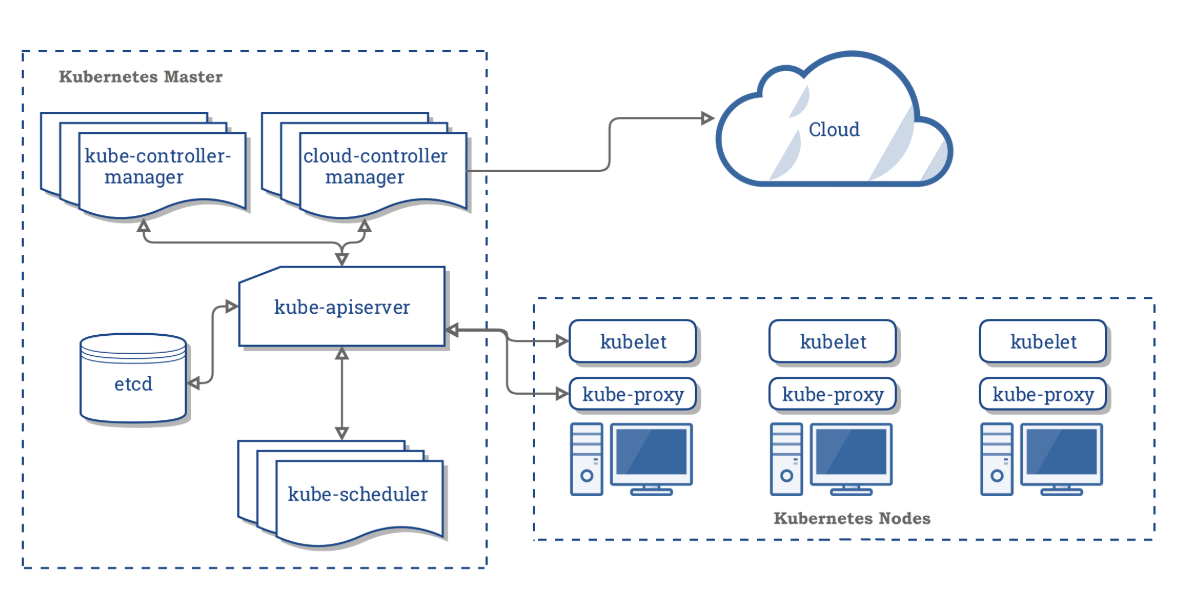 Kubernetes Master
kube-controller-
manager
cloud-controller
manager
Cloud
kube-apiserver
etcd
kube-scheduler
kubelet
kubelet
kubelet
kube-proxy
kube-proxy
kube-proxy
Kubernetes Nodes